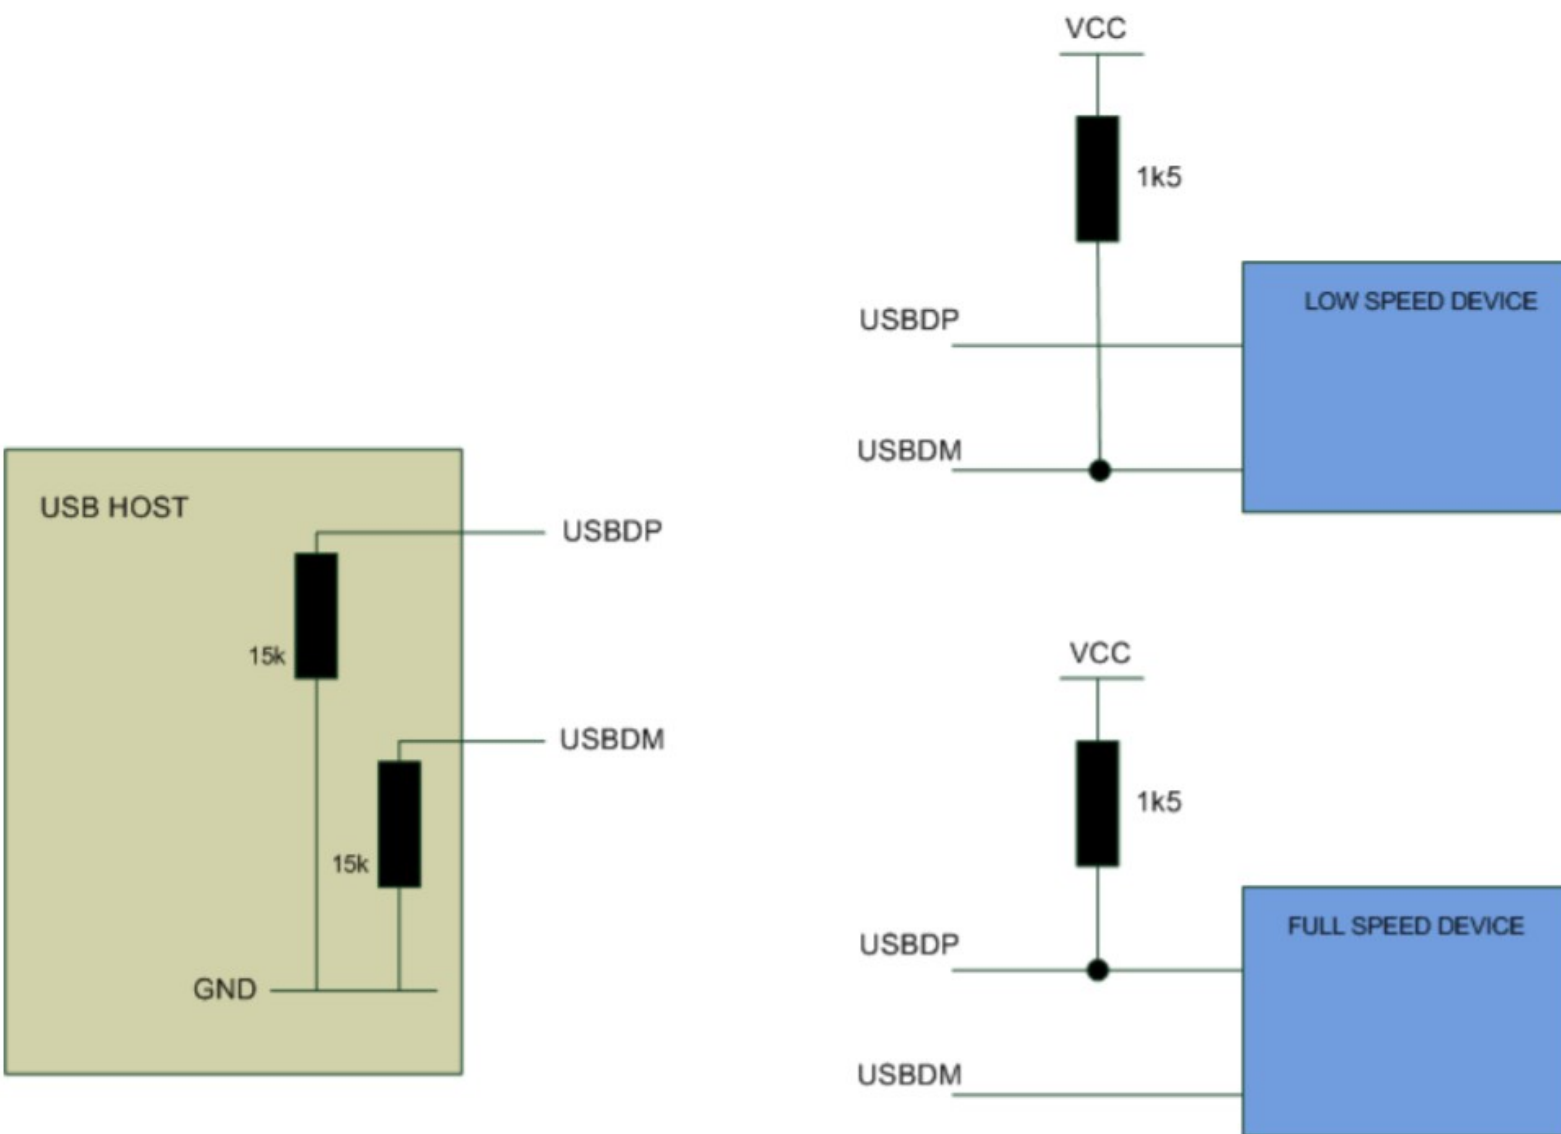 VCC
1k5
LOW SPEED DEVICE
USBDP
USBDM
USB HOST
USBDP
15k
USBDM
15k
GND
VCC
1k5
FULL SPEED DEVICE
USBDP
USBDM